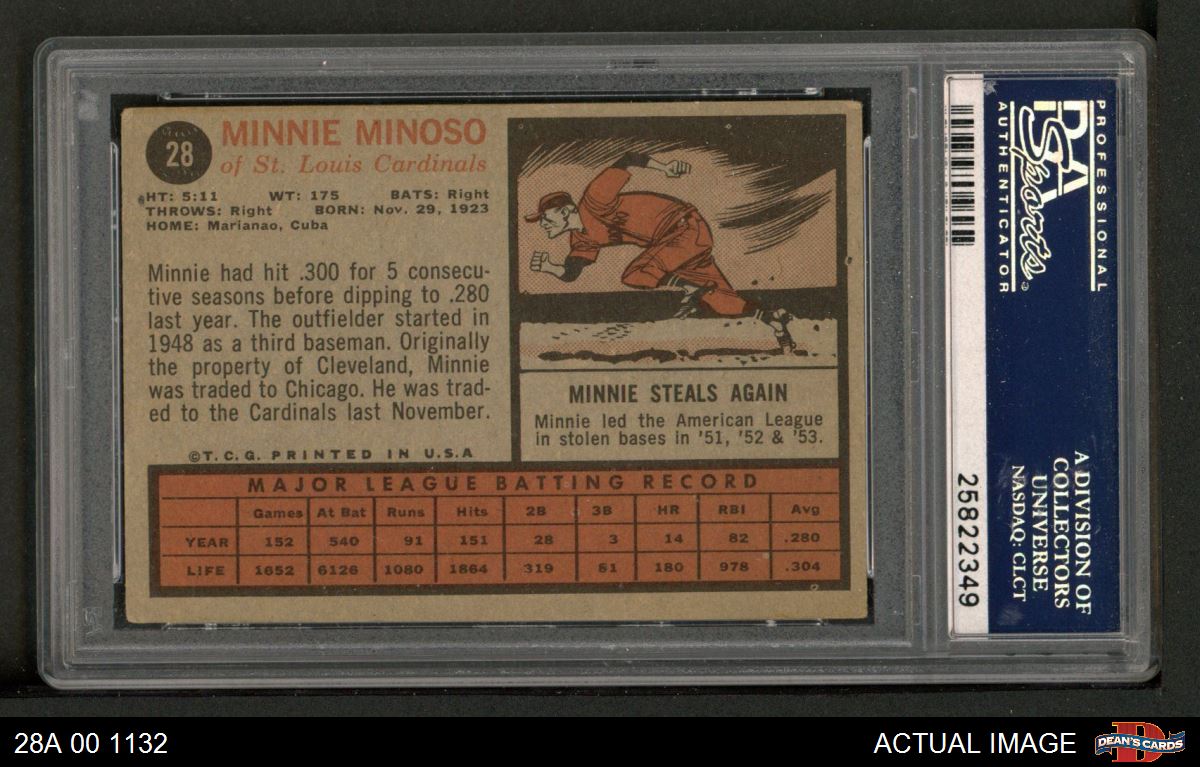 28
MINNIE MINOSO
of St. Louis Cardinals
HT: 5:11 WT: 175 BATS: Right
THROWS: Right BORN: Nov. 29, 1923
HOME: Marianao, Cuba
Minnie had hit .300 for 5 consecu-
tive seasons before dipping to .280
last year. The outfielder started in
1948 as a third baseman. Originally
the property of Cleveland, Minnie
was traded to Chicago. He was trad-
ed to the Cardinals last November.
©T.C.G. PRINTED IN U.S.A
MINNIE STEALS AGAIN
Minnie led the American League
in stolen bases in '51, '52 & '53.
MAJOR LEAGUE BATTING RECORD
Games At Bat Runs Hits 2B 3B HR RBI Avg
YEAR 152 540 91 151 28 3 14 82 .280
LIFE 1652 6126 1080 1864 319 81 180 978 .304
PROFESSIONAL
PSA
Sports
AUTHENTICATOR
A DIVISION OF
COLLECTORS
UNIVERSE
NASDAQ: CLCT
25822349
28A 00 1132
ACTUAL IMAGE
D
DEAN'S CARDS